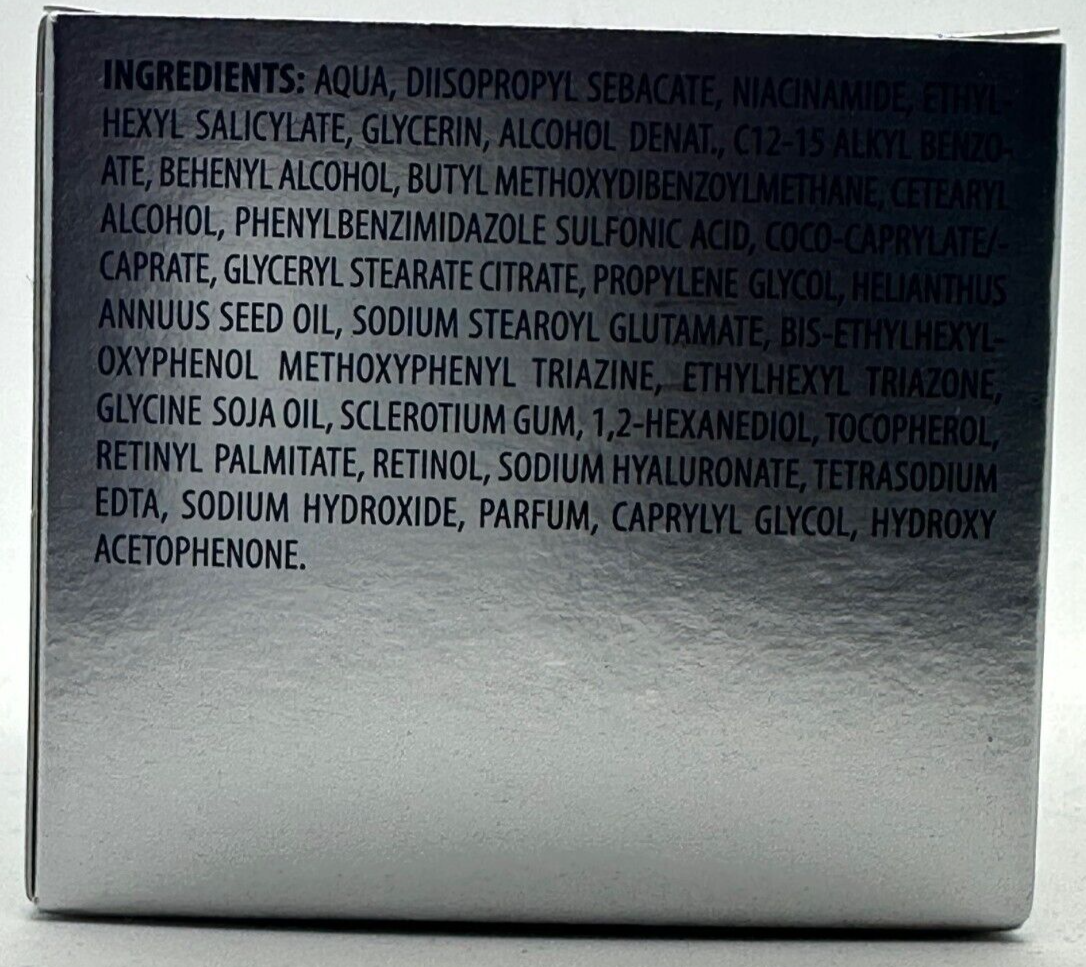 INGREDIENTS: AQUA, DIISOPROPYL SEBACATE, NIACINAMIDE, ETHYL-
HEXYL SALICYLATE, GLYCERIN, ALCOHOL DENAT., C12-15 ALKYL BENZO-
ATE, BEHENYL ALCOHOL, BUTYL METHOXYDIBENZOYLMETHANE, CETEARYL
ALCOHOL, PHENYLBENZIMIDAZOLE SULFONIC ACID, COCO-CAPRYLATE/-
CAPRATE, GLYCERYL STEARATE CITRATE, PROPYLENE GLYCOL, HELIANTHUS
ANNUUS SEED OIL, SODIUM STEAROYL GLUTAMATE, BIS-ETHYLHEXYL-
OXYPHENOL METHOXYPHENYL TRIAZINE, ETHYLHEXYL TRIAZONE,
GLYCINE SOJA OIL, SCLEROTIUM GUM, 1,2-HEXANEDIOL, TOCOPHEROL,
RETINYL PALMITATE, RETINOL, SODIUM HYALURONATE, TETRASODIUM
EDTA, SODIUM HYDROXIDE, PARFUM, CAPRYLYL GLYCOL, HYDROXY
ACETOPHENONE.